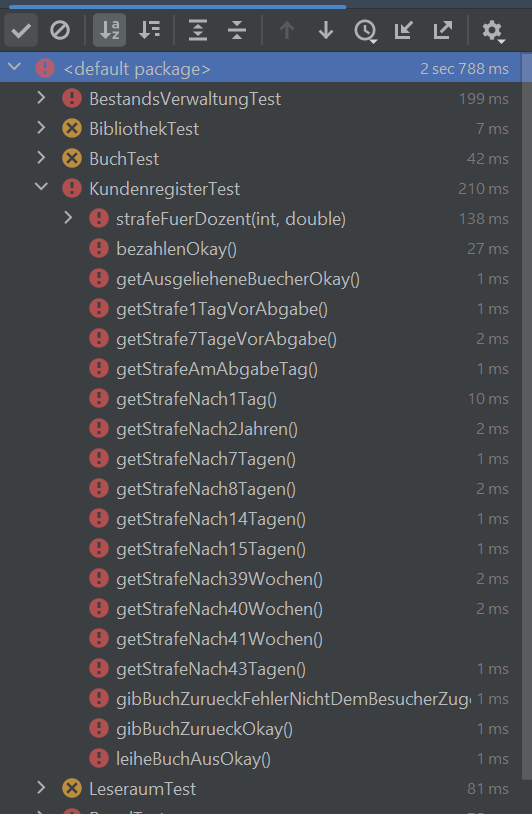 <default package> 2 sec 788 ms
BestandsVerwaltungTest 199 ms
BibliothekTest 7 ms
BuchTest 42 ms
KundenregisterTest 210 ms
strafeFuerDozent(int, double) 138 ms
bezahlenOkay() 27 ms
getAusgelieheneBuecherOkay() 1 ms
getStrafe1TagVorAbgabe() 1 ms
getStrafe7TageVorAbgabe() 2 ms
getStrafeAmAbgabeTag() 1 ms
getStrafeNach1Tag() 10 ms
getStrafeNach2Jahren() 2 ms
getStrafeNach7Tagen() 1 ms
getStrafeNach8Tagen() 2 ms
getStrafeNach14Tagen() 1 ms
getStrafeNach15Tagen() 1 ms
getStrafeNach39Wochen() 2 ms
getStrafeNach40Wochen() 2 ms
getStrafeNach41Wochen()
getStrafeNach43Tagen() 1 ms
gibBuchZurueckFehlerNichtDemBesucherZuge 1 ms
gibBuchZurueckOkay() 1 ms
leiheBuchAusOkay() 1 ms
LeseraumTest 81 ms